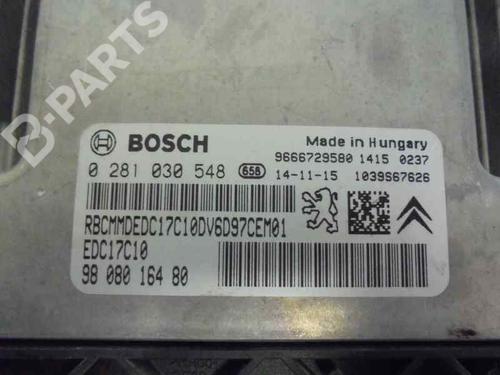 B-PARTS
BOSCH
Made in Hungary
9666729580 1415 0237
0 281 030 548 658 14-11-15 1039S67626
RBCMMDEDC17C10DV6D97CEM01
EDC17C10
98 080 164 80